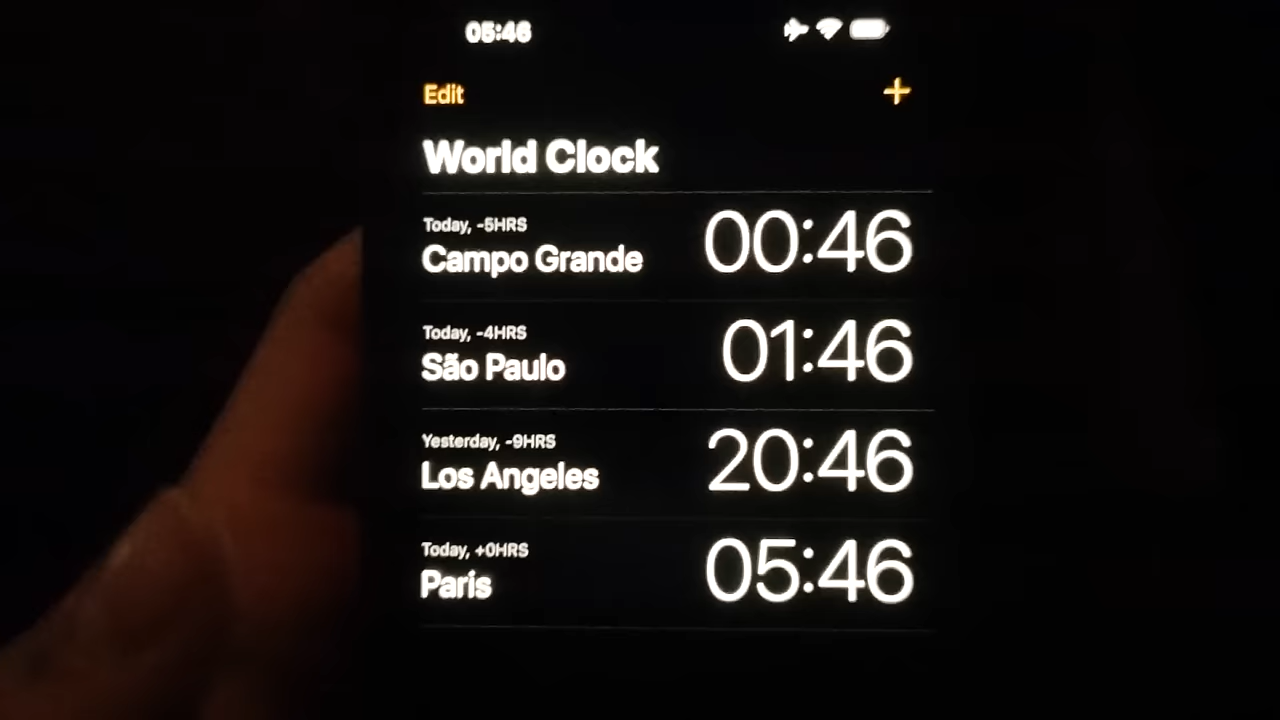 05:46
Edit
World Clock
Today, -5HRS
Campo Grande
00:46
Today, -4HRS
São Paulo
01:46
Yesterday, -9HRS
Los Angeles
20:46
Today, +0HRS
Paris
05:46